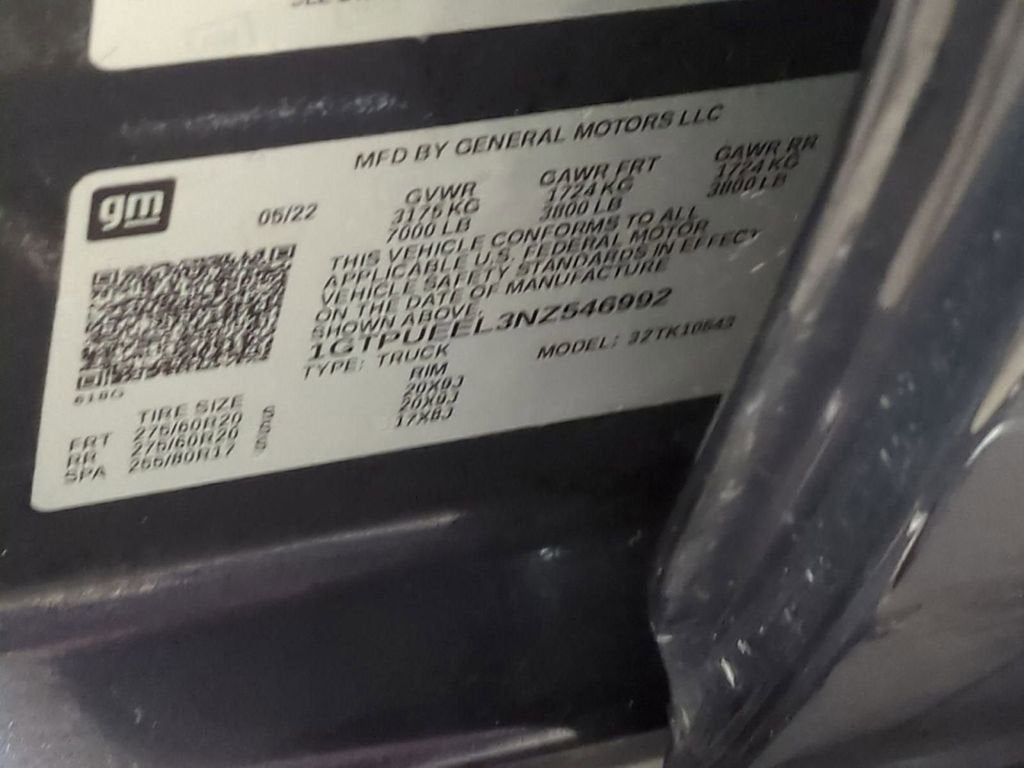 MFD BY GENERAL MOTORS LLC
gm
05/22
GVWR GAWR FRT GAWR RR
3175 KG 1724 KG 1724 KG
7000 LB 3800 LB 3800 LB
THIS VEHICLE CONFORMS TO ALL
APPLICABLE U.S. FEDERAL MOTOR
VEHICLE SAFETY STANDARDS IN EFFECT
ON THE DATE OF MANUFACTURE
SHOWN ABOVE.
1GTPUEEL3NZ546992
TYPE: TRUCK MODEL: 32TK10543
TIRE SIZE RIM
FRT 275/60R20 S 20X9J
RR 275/60R20 S 20X9J
SPA 255/80R17 S 17X8J